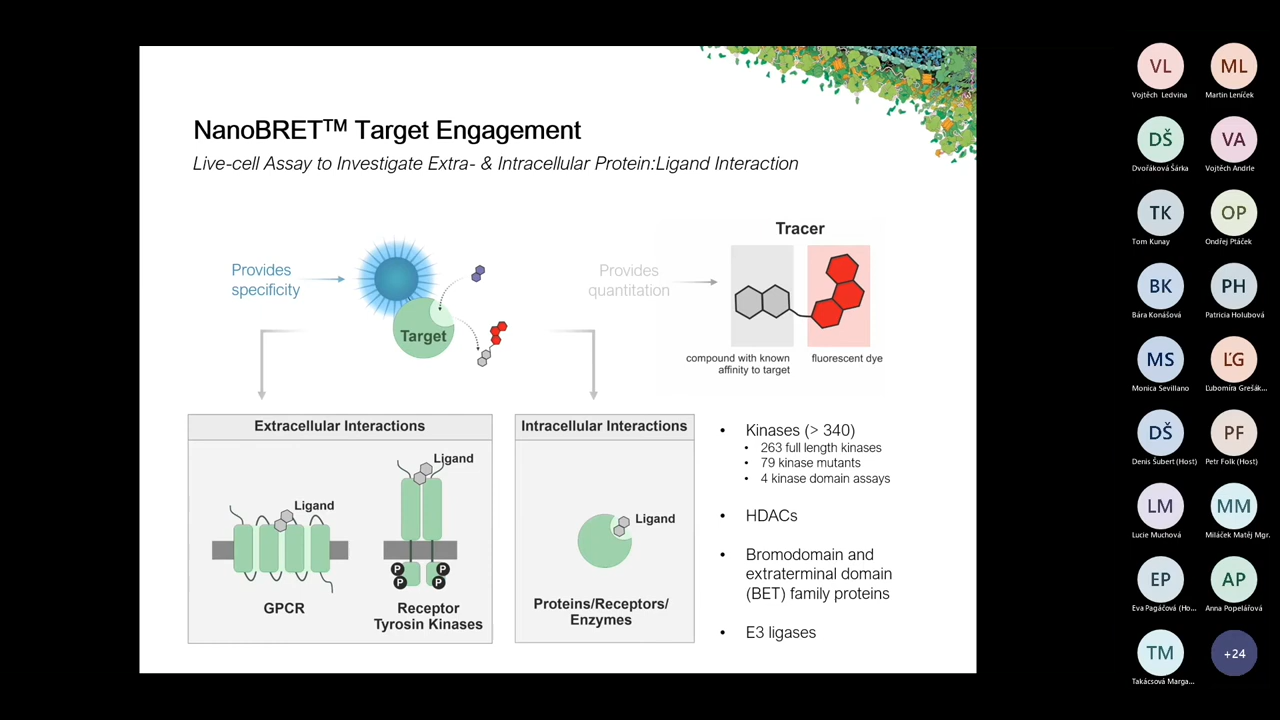 NanoBRET™ Target Engagement
Live-cell Assay to Investigate Extra- & Intracellular Protein:Ligand Interaction
Provides
specificity
Target
Provides
quantitation
Tracer
compound with known
affinity to target
fluorescent dye
Extracellular Interactions
Ligand
GPCR
Ligand
P
P
P
P
Receptor
Tyrosin Kinases
Intracellular Interactions
Ligand
Proteins/Receptors/
Enzymes
• Kinases (> 340)
• 263 full length kinases
• 79 kinase mutants
• 4 kinase domain assays
• HDACs
• Bromodomain and
extraterminal domain
(BET) family proteins
• E3 ligases
VL
Vojtěch Ledvina
ML
Martin Leníček
DŠ
Dvořáková Šárka
VA
Vojtěch Andrle
TK
Tom Kunay
OP
Ondřej Ptáček
BK
Bára Konášová
PH
Patricia Holubová
MS
Monica Sevillano
ĽG
Ľubomíra Grešák...
DŠ
Denis Šubert (Host)
PF
Petr Folk (Host)
LM
Lucie Muchová
MM
Miláček Matěj Mgr.
EP
Eva Pagáčová (Ho...
AP
Anna Popelářová
TM
Takácsová Marga...
+24